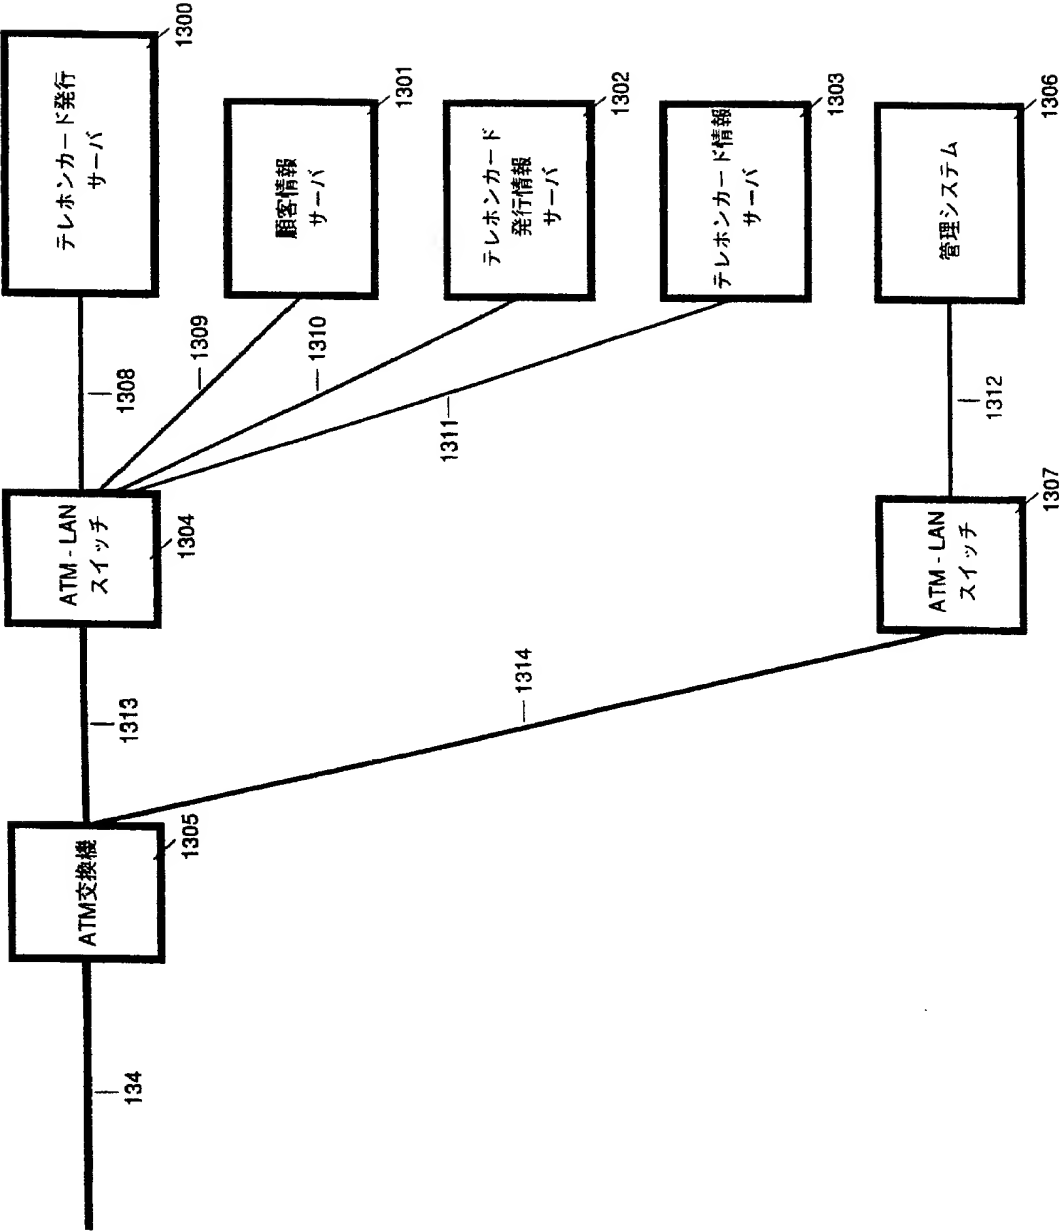 134
ATM交換機
1305
1313
1314
ATM - LAN
スイッチ
1304
ATM - LAN
スイッチ
1307
1308
1309
1310
1311
1312
テレホンカード発行
サーバ
1300
顧客情報
サーバ
1301
テレホンカード
発行情報
サーバ
1302
テレホンカード情報
サーバ
1303
管理システム
1306